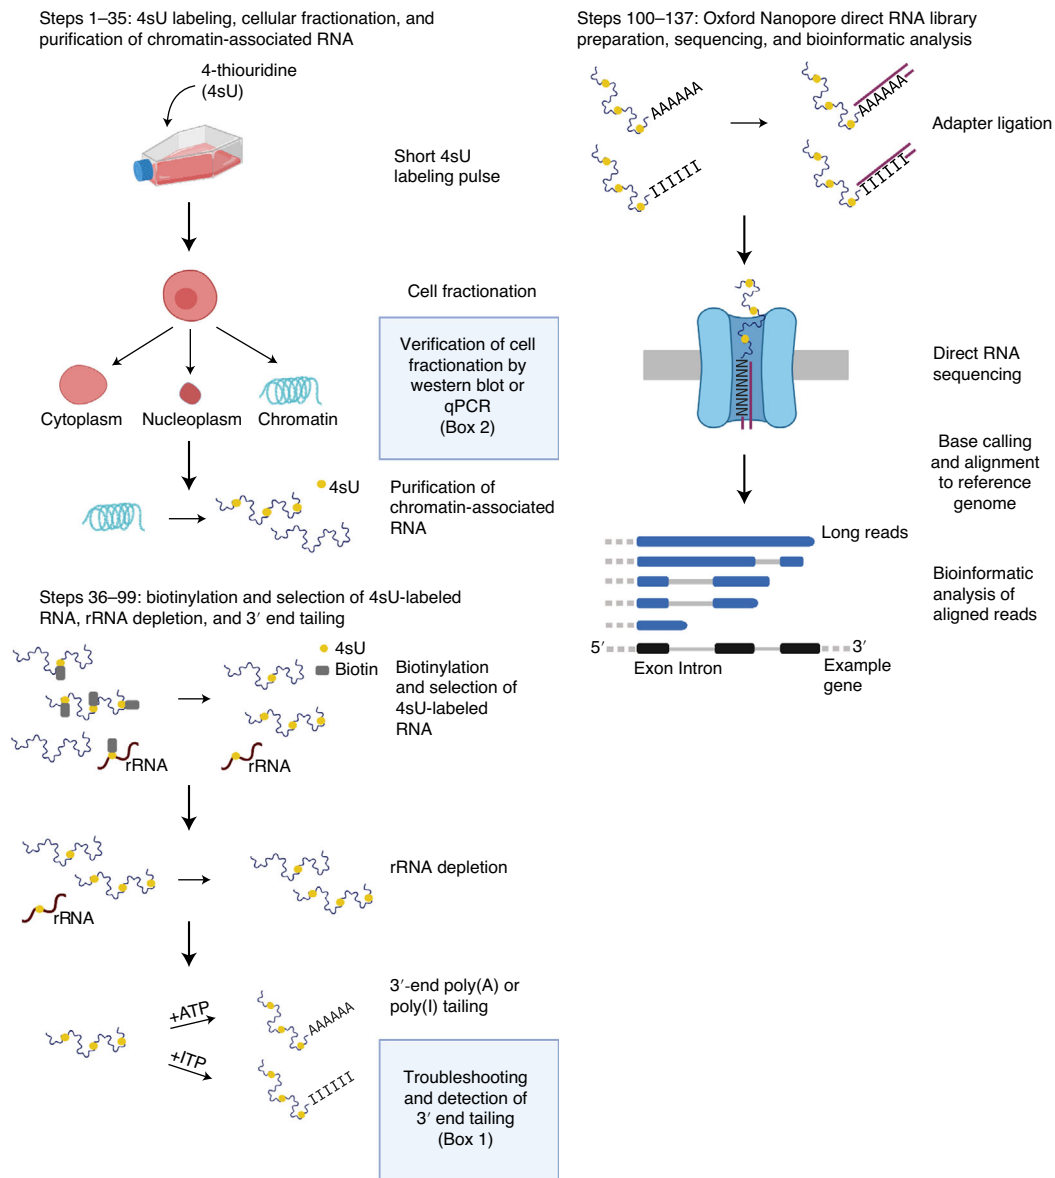 Steps 1–35: 4sU labeling, cellular fractionation, and
purification of chromatin-associated RNA
4-thiouridine
(4sU)
Short 4sU
labeling pulse
Cell fractionation
Verification of cell
fractionation by
western blot or
qPCR
(Box 2)
Cytoplasm
Nucleoplasm
Chromatin
4sU
Purification of
chromatin-associated
RNA
Steps 36–99: biotinylation and selection of 4sU-labeled
RNA, rRNA depletion, and 3′ end tailing
4sU
Biotin
Biotinylation
and selection of
4sU-labeled
RNA
rRNA
rRNA
rRNA depletion
rRNA
3′-end poly(A) or
poly(I) tailing
+ATP
AAAAAA
+ITP
IIIIII
Troubleshooting
and detection of
3′ end tailing
(Box 1)
Steps 100–137: Oxford Nanopore direct RNA library
preparation, sequencing, and bioinformatic analysis
AAAAAA
AAAAAA
Adapter ligation
IIIIII
IIIIII
NNNNNN
Direct RNA
sequencing
Base calling
and alignment
to reference
genome
Long reads
Bioinformatic
analysis of
aligned reads
5′
3′
Exon Intron
Example
gene